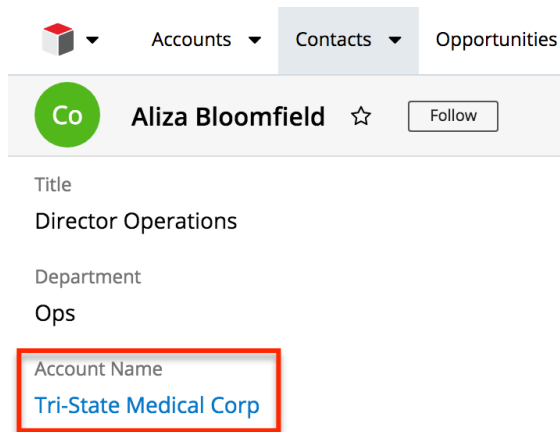 Accounts Contacts Opportunities
Co Aliza Bloomfield Follow
Title
Director Operations
Department
Ops
Account Name
Tri-State Medical Corp